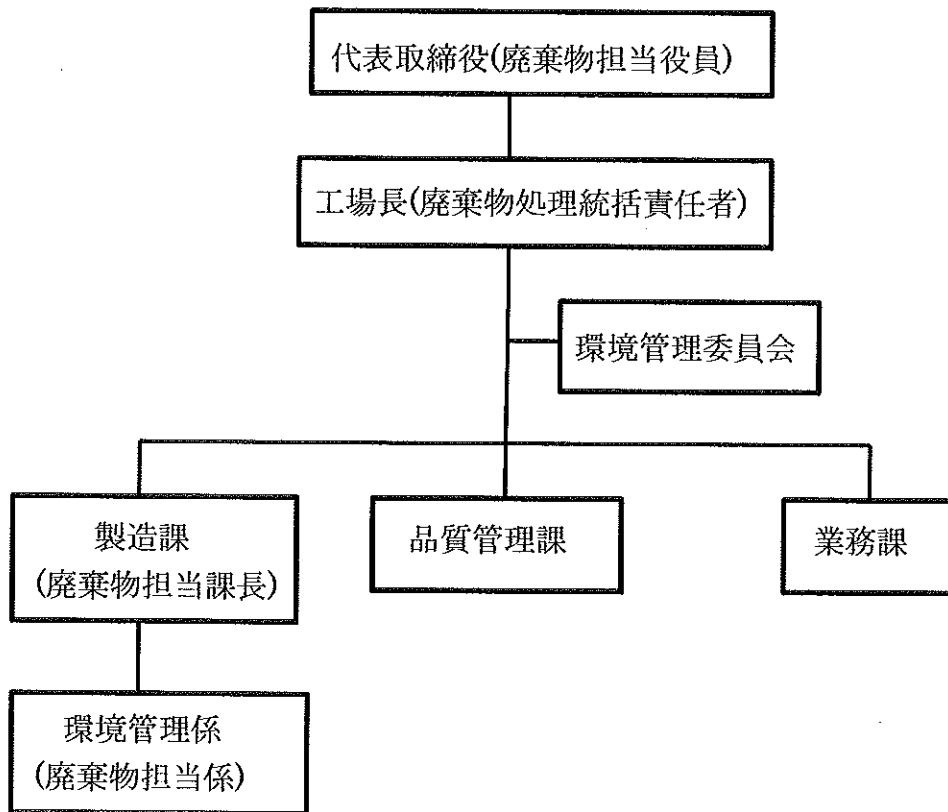 代表取締役(廃棄物担当役員)
工場長(廃棄物処理統括責任者)
環境管理委員会
製造課
(廃棄物担当課長)
品質管理課
業務課
環境管理係
(廃棄物担当係)